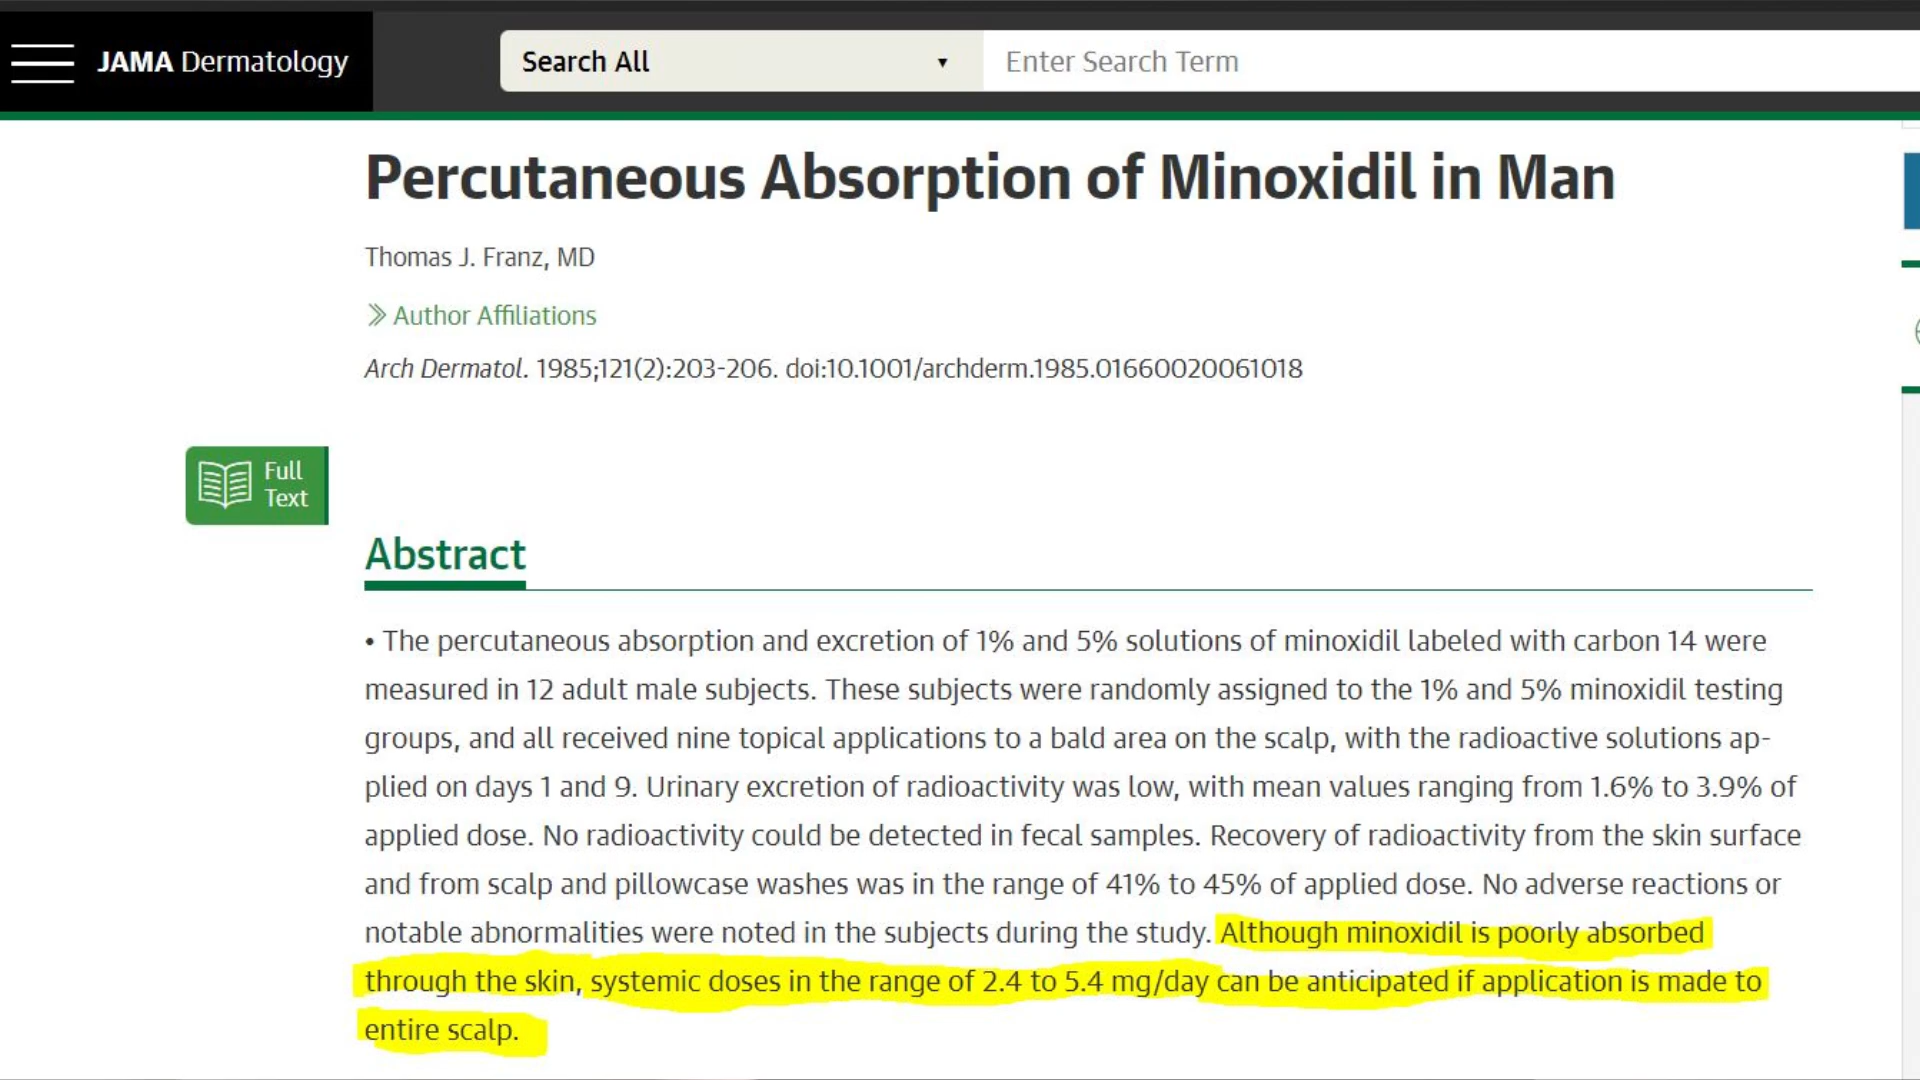 JAMA Dermatology
Search All
Enter Search Term
Percutaneous Absorption of Minoxidil in Man
Thomas J. Franz, MD
Author Affiliations
Arch Dermatol. 1985;121(2):203-206. doi:10.1001/archderm.1985.01660020061018
Full
Text
Abstract
• The percutaneous absorption and excretion of 1% and 5% solutions of minoxidil labeled with carbon 14 were
measured in 12 adult male subjects. These subjects were randomly assigned to the 1% and 5% minoxidil testing
groups, and all received nine topical applications to a bald area on the scalp, with the radioactive solutions ap-
plied on days 1 and 9. Urinary excretion of radioactivity was low, with mean values ranging from 1.6% to 3.9% of
applied dose. No radioactivity could be detected in fecal samples. Recovery of radioactivity from the skin surface
and from scalp and pillowcase washes was in the range of 41% to 45% of applied dose. No adverse reactions or
notable abnormalities were noted in the subjects during the study. Although minoxidil is poorly absorbed
through the skin, systemic doses in the range of 2.4 to 5.4 mg/day can be anticipated if application is made to
entire scalp.